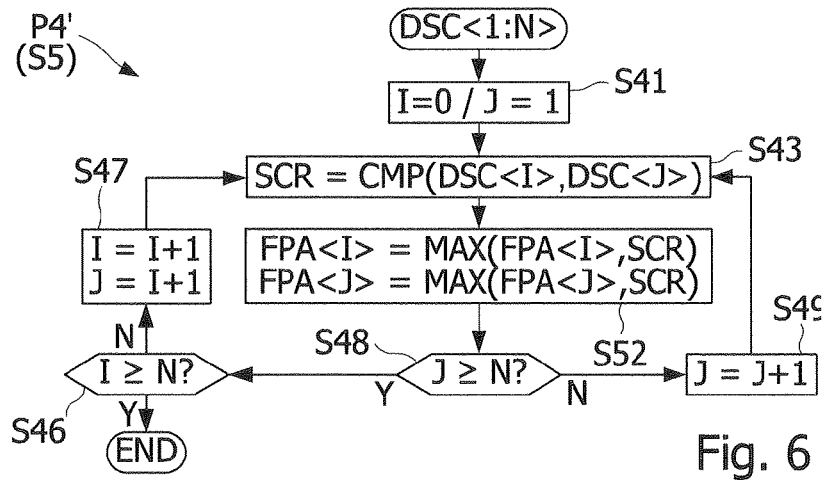 P4'
(S5)
DSC<1:N>
I=0 / J = 1
S41
SCR = CMP(DSC<I>,DSC<J>)
S43
S47
I = I+1
J = I+1
FPA<I> = MAX(FPA<I>,SCR)
FPA<J> = MAX(FPA<J>,SCR)
S52
N
S48
S49
I ≥ N?
Y
J ≥ N?
N
J = J+1
S46
Y
END
Fig. 6